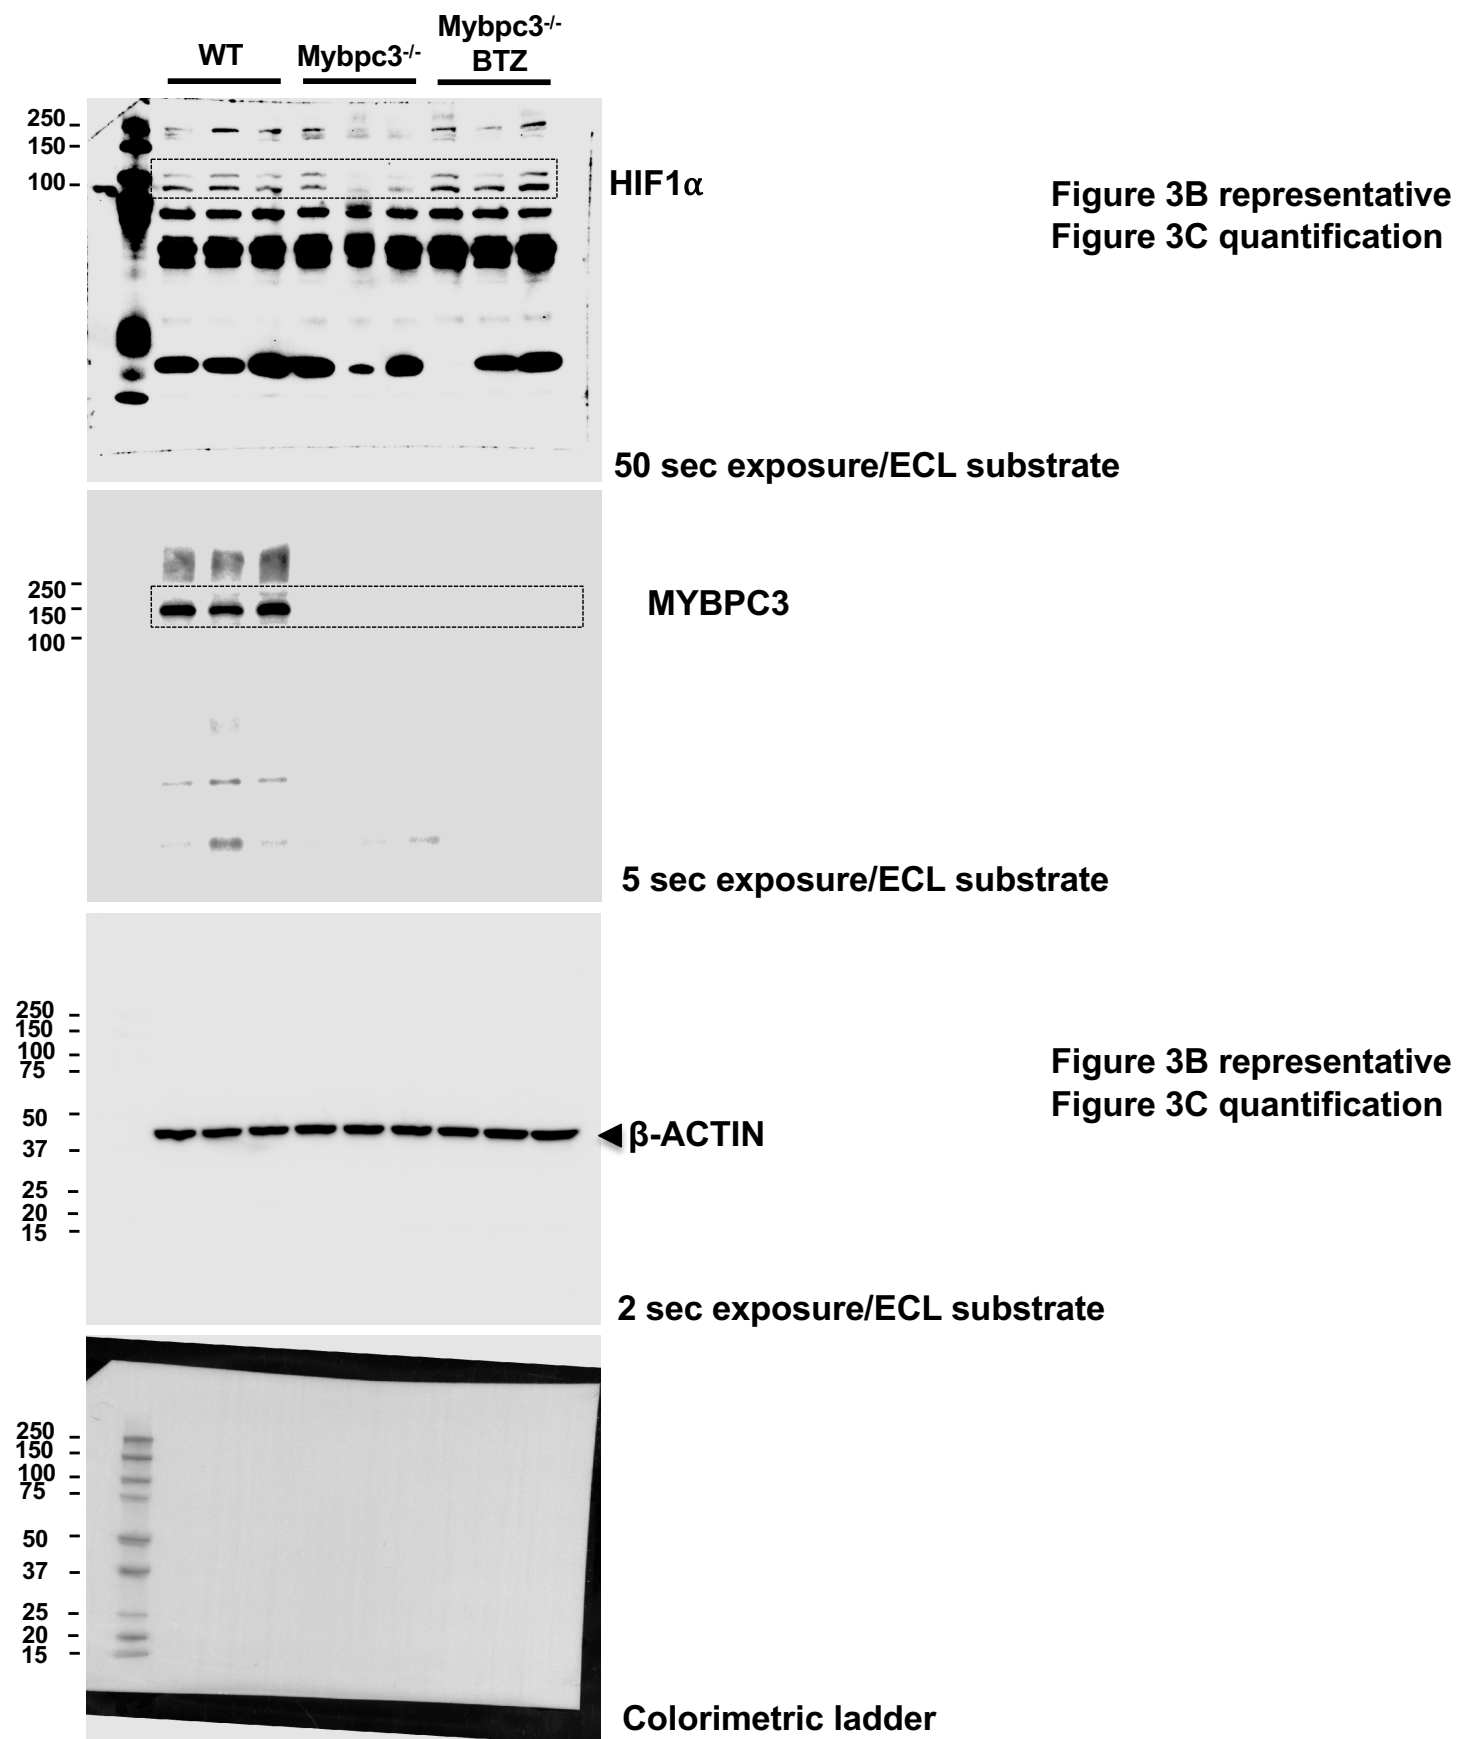 Mybpc3-/-
WT Mybpc3-/- BTZ
250
150
100
HIF1α
Figure 3B representative
Figure 3C quantification
50 sec exposure/ECL substrate
250
150
100
MYBPC3
5 sec exposure/ECL substrate
250
150
100
75
50
37
25
20
15
Figure 3B representative
Figure 3C quantification
β-ACTIN
2 sec exposure/ECL substrate
250
150
100
75
50
37
25
20
15
Colorimetric ladder